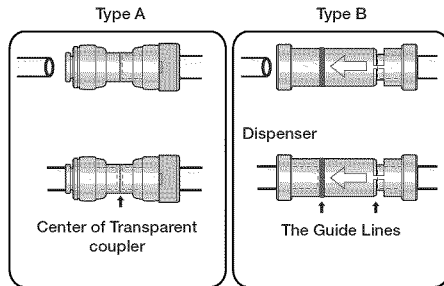 Type A
Type B
Dispenser
Center of Transparent
coupler
The Guide Lines